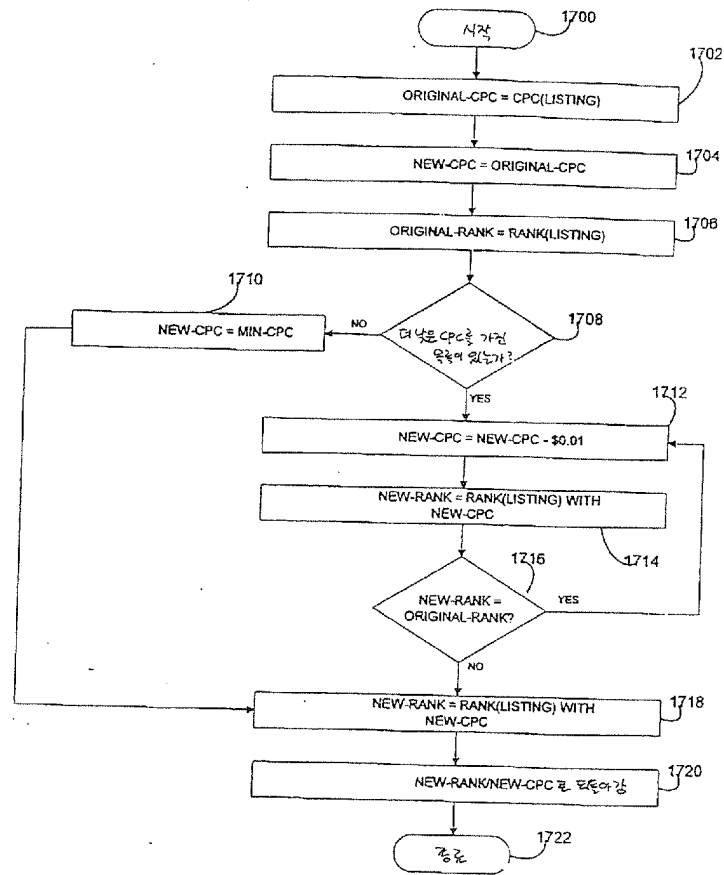 시작
1700
1702
ORIGINAL-CPC = CPC(LISTING)
1704
NEW-CPC = ORIGINAL-CPC
1706
ORIGINAL-RANK = RANK(LISTING)
1710
NEW-CPC = MIN-CPC
NO
더 낮은 CPC를 가진
목록이 있는가?
1708
YES
1712
NEW-CPC = NEW-CPC - $0.01
NEW-RANK = RANK(LISTING) WITH
NEW-CPC
1714
1716
NEW-RANK =
ORIGINAL-RANK?
YES
NO
NEW-RANK = RANK(LISTING) WITH
NEW-CPC
1718
1720
NEW-RANK/NEW-CPC로 되돌아감
종료
1722